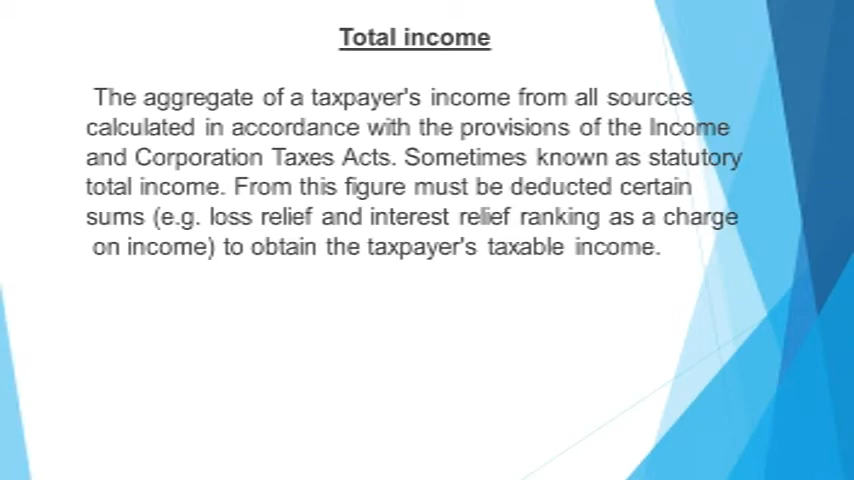 Total income
The aggregate of a taxpayer's income from all sources
calculated in accordance with the provisions of the Income
and Corporation Taxes Acts. Sometimes known as statutory
total income. From this figure must be deducted certain
sums (e.g. loss relief and interest relief ranking as a charge
on income) to obtain the taxpayer's taxable income.